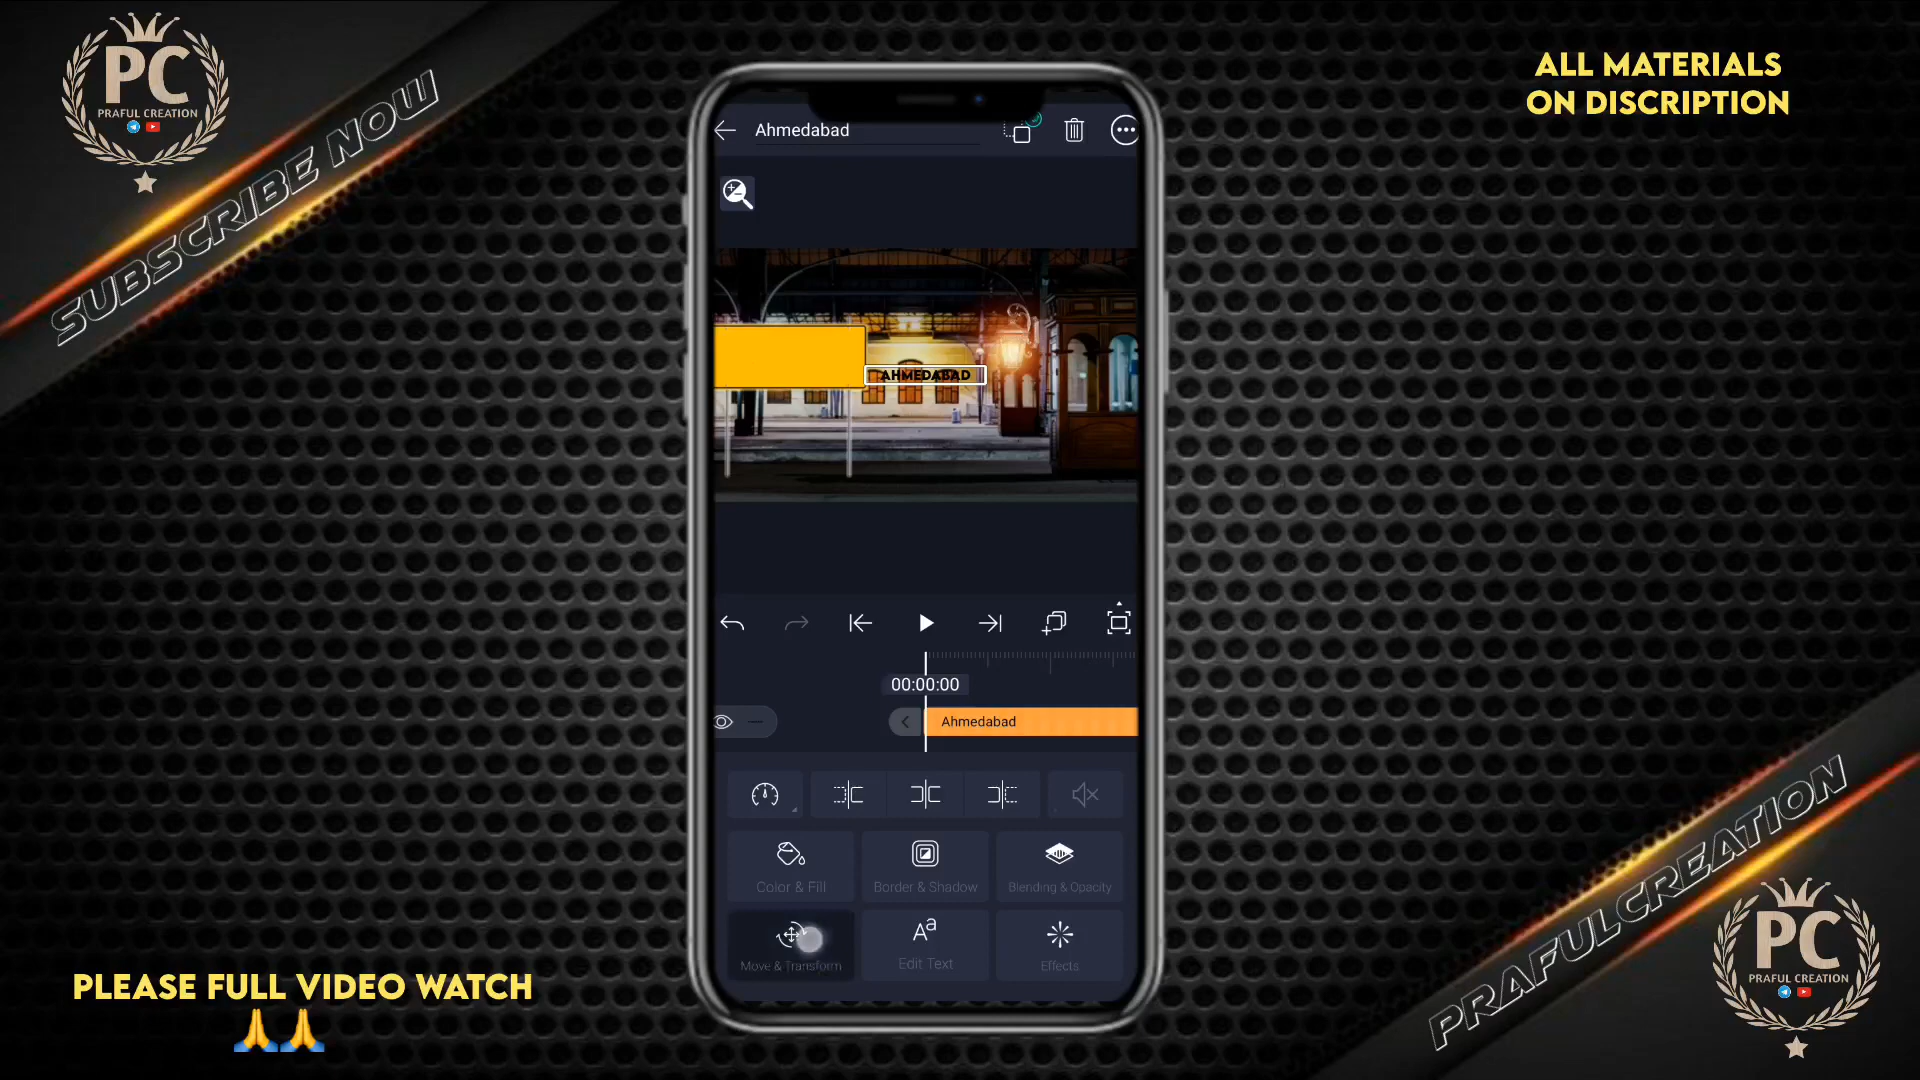 PC
PRAFUL CREATION
SUBSCRIBE NOW
ALL MATERIALS
ON DISCRIPTION
Ahmedabad
AHMEDABAD
00:00:00
Ahmedabad
Color & Fill
Border & Shadow
Blending & Opacity
Move & Transform
Edit Text
Effects
PLEASE FULL VIDEO WATCH
PRAFULCREATION
PC
PRAFUL CREATION